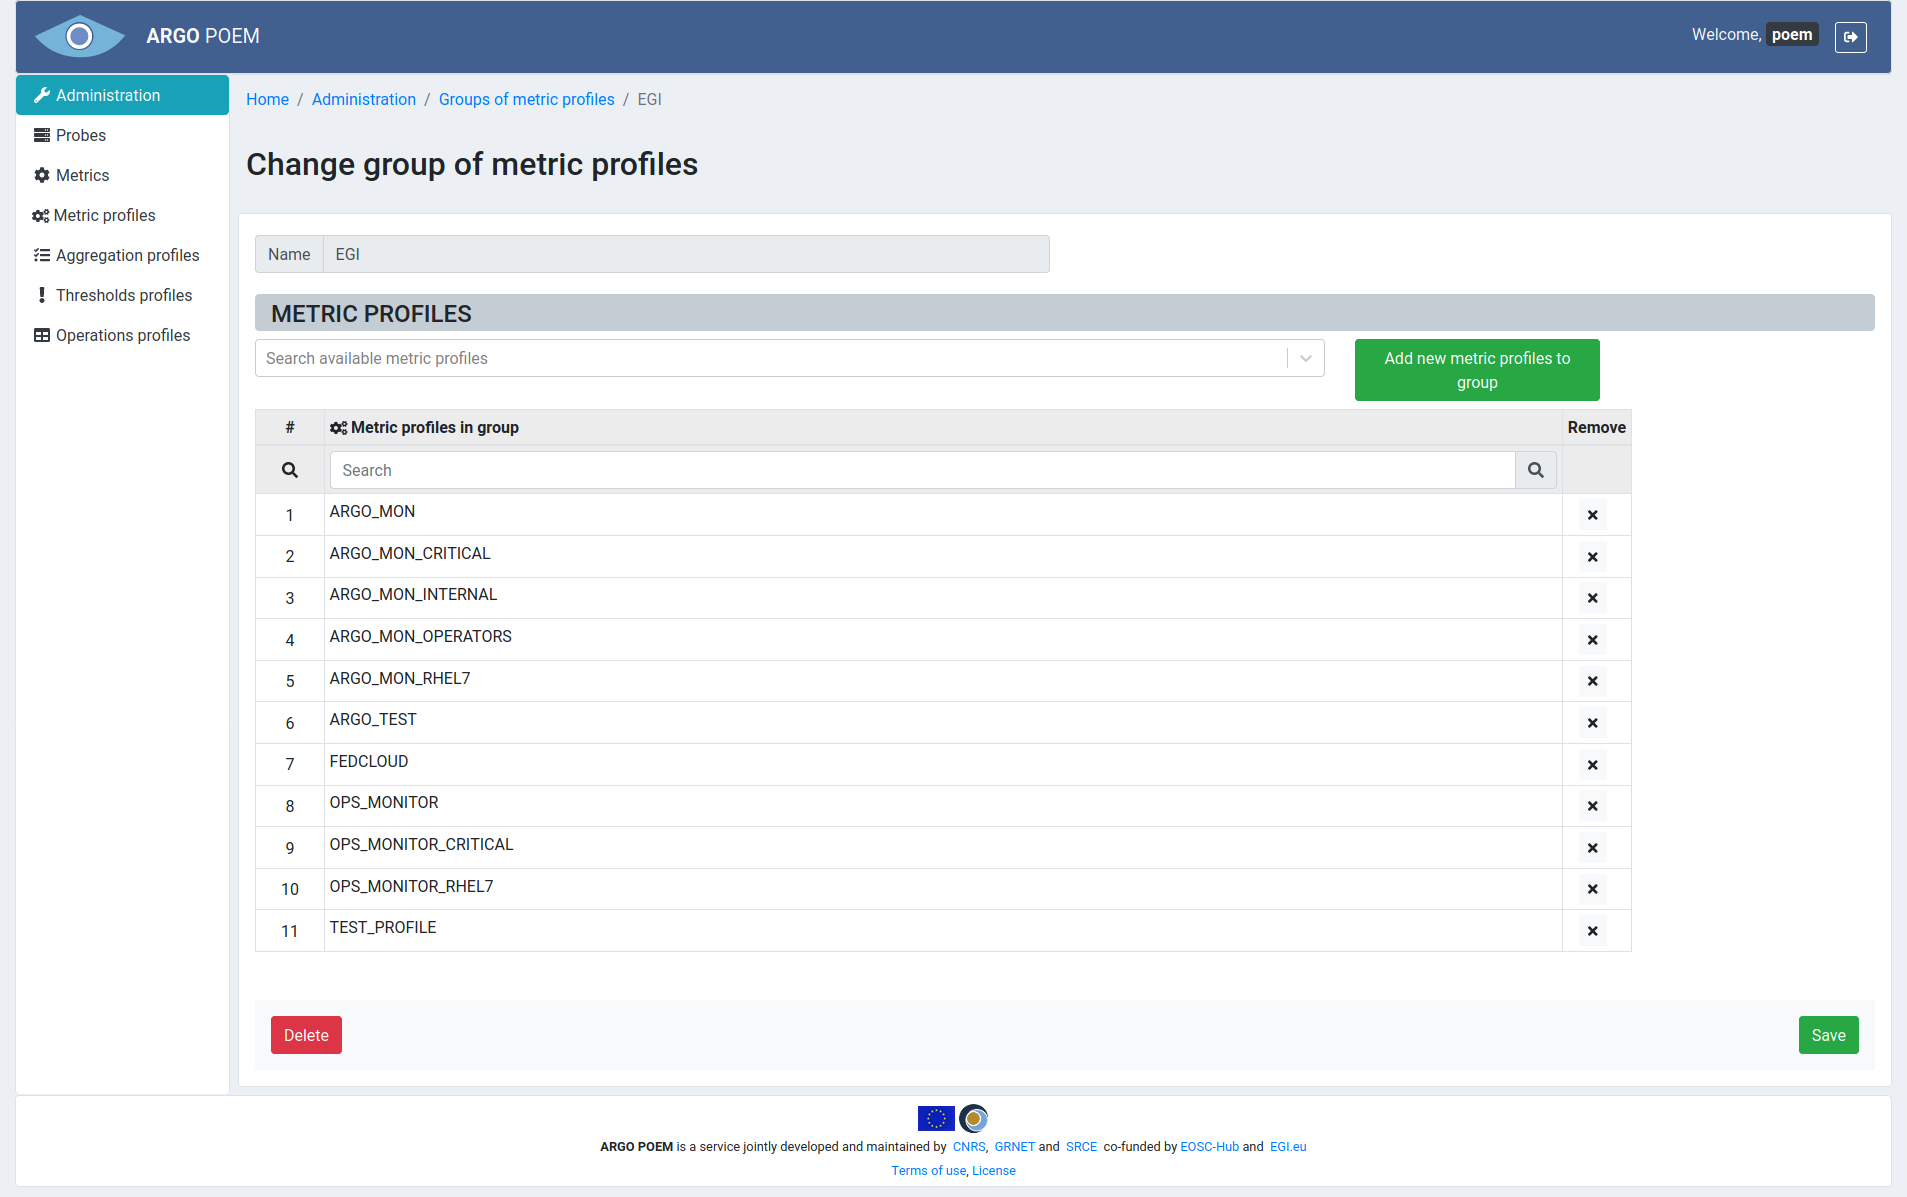 ARGO POEM
Welcome, poem
Administration
Probes
Metrics
Metric profiles
Aggregation profiles
Thresholds profiles
Operations profiles
Home / Administration / Groups of metric profiles / EGI
Change group of metric profiles
Name EGI
METRIC PROFILES
Search available metric profiles
Add new metric profiles to
group
# Metric profiles in group Remove
Search
1 ARGO_MON
2 ARGO_MON_CRITICAL
3 ARGO_MON_INTERNAL
4 ARGO_MON_OPERATORS
5 ARGO_MON_RHEL7
6 ARGO_TEST
7 FEDCLOUD
8 OPS_MONITOR
9 OPS_MONITOR_CRITICAL
10 OPS_MONITOR_RHEL7
11 TEST_PROFILE
Delete
Save
ARGO POEM is a service jointly developed and maintained by CNRS, GRNET and SRCE co-funded by EOSC-Hub and EGI.eu
Terms of use, License